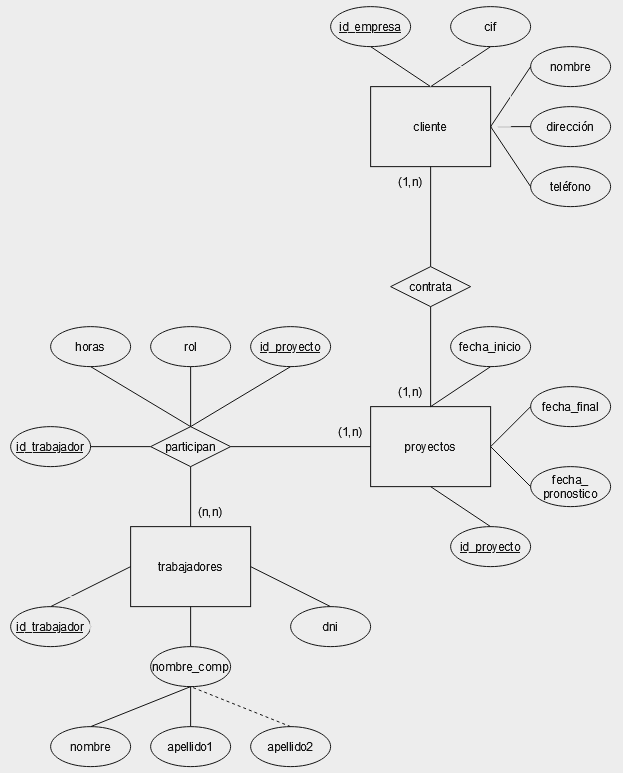 id_empresa
cif
nombre
cliente
dirección
(1,n)
teléfono
contrata
horas
rol
id_proyecto
fecha_inicio
(1,n)
fecha_final
(1,n)
id_trabajador
participan
proyectos
fecha_
pronostico
(n,n)
id_proyecto
trabajadores
id_trabajador
dni
nombre_comp
nombre
apellido1
apellido2